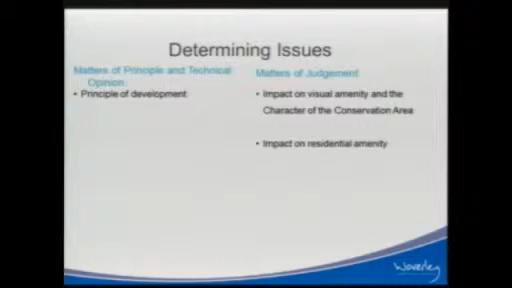 Determining Issues
Matters of Principle and Technical
Opinion
• Principle of development
Matters of Judgement
• Impact on visual amenity and the
Character of the Conservation Area
• Impact on residential amenity
Waverley